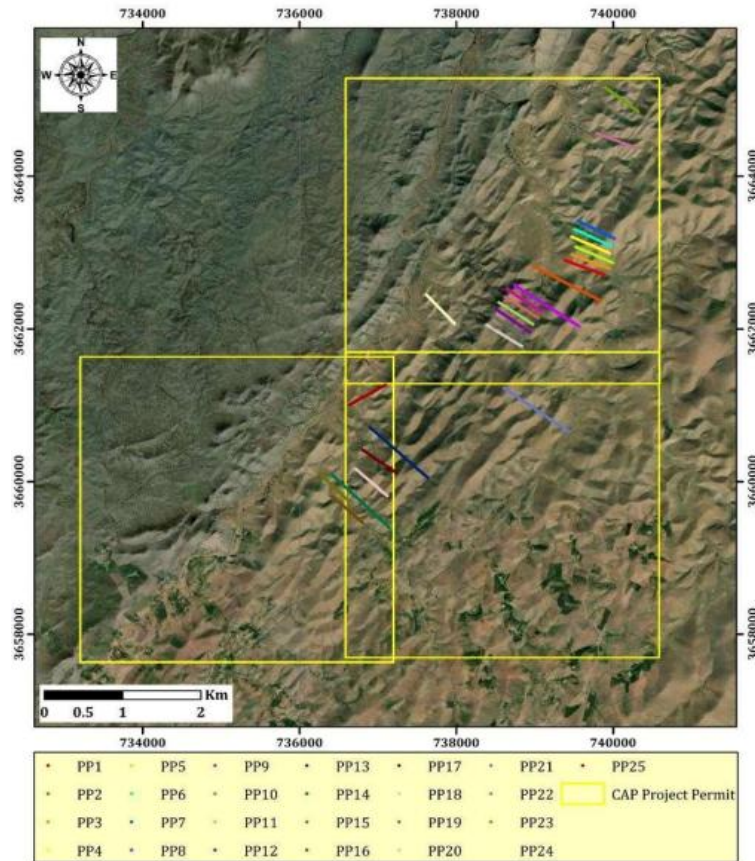 734000 736000 738000 740000
N
W E
S
3664000 3664000
3662000 3662000
3660000 3660000
3658000 3658000
Km
0 0.5 1 2
734000 736000 738000 740000
PP1 PP5 PP9 PP13 PP17 PP21 PP25
PP2 PP6 PP10 PP14 PP18 PP22 CAP Project Permit
PP3 PP7 PP11 PP15 PP19 PP23
PP4 PP8 PP12 PP16 PP20 PP24